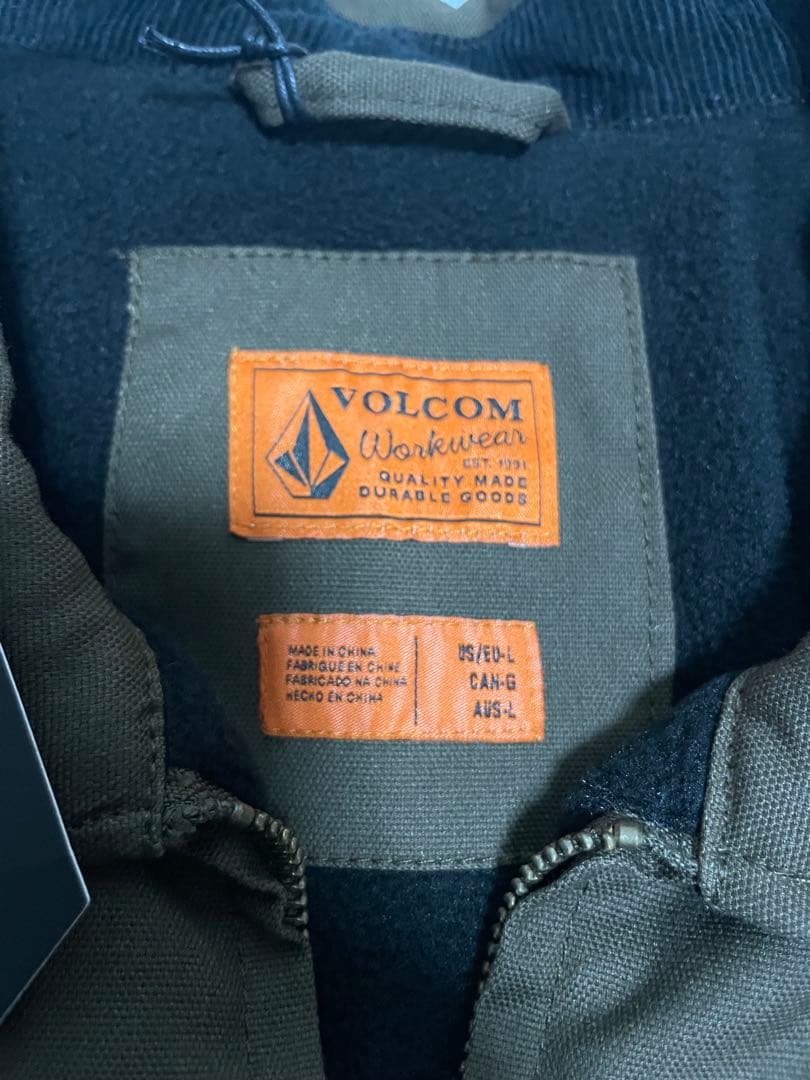 VOLCOM
Workwear
EST. 1991
QUALITY MADE
DURABLE GOODS
MADE IN CHINA
FABRIQUE EN CHINE
FABRICADO NA CHINA
HECHO EN CHINA
US/EU-L
CAN-G
AUS-L